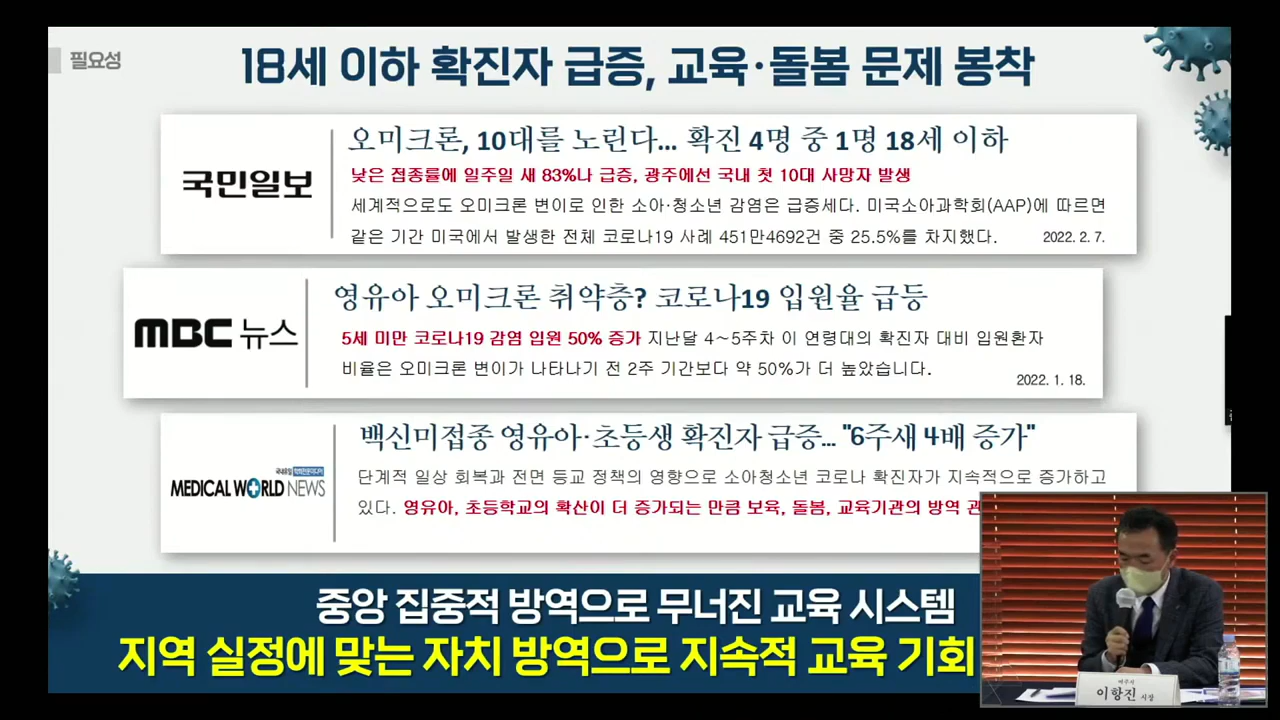 필요성
18세 이하 확진자 급증, 교육·돌봄 문제 봉착
국민일보
오미크론, 10대를 노린다... 확진 4명 중 1명 18세 이하
낮은 접종률에 일주일 새 83%나 급증, 광주에선 국내 첫 10대 사망자 발생
세계적으로도 오미크론 변이로 인한 소아·청소년 감염은 급증세다. 미국소아과학회(AAP)에 따르면
같은 기간 미국에서 발생한 전체 코로나19 사례 451만4692건 중 25.5%를 차지했다.
2022. 2. 7.
MBC 뉴스
영유아 오미크론 취약층? 코로나19 입원율 급등
5세 미만 코로나19 감염 입원 50% 증가 지난달 4~5주차 이 연령대의 확진자 대비 입원환자
비율은 오미크론 변이가 나타나기 전 2주 기간보다 약 50%가 더 높았습니다.
2022. 1. 18.
MEDICAL WORLD NEWS
백신미접종 영유아·초등생 확진자 급증... "6주새 4배 증가"
단계적 일상 회복과 전면 등교 정책의 영향으로 소아청소년 코로나 확진자가 지속적으로 증가하고
있다. 영유아, 초등학교의 확산이 더 증가되는 만큼 보육, 돌봄, 교육기관의 방역 관
중앙 집중적 방역으로 무너진 교육 시스템
지역 실정에 맞는 자치 방역으로 지속적 교육 기회
여주시
이항진 시장